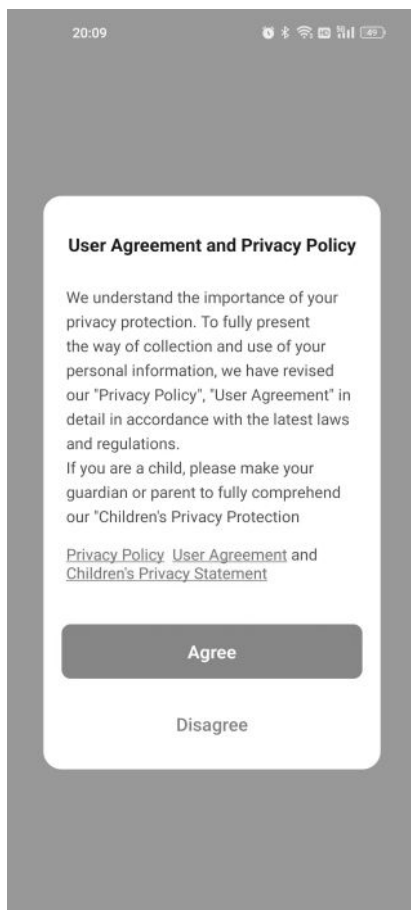 20:09
49
User Agreement and Privacy Policy
We understand the importance of your
privacy protection. To fully present
the way of collection and use of your
personal information, we have revised
our "Privacy Policy", "User Agreement" in
detail in accordance with the latest laws
and regulations.
If you are a child, please make your
guardian or parent to fully comprehend
our "Children's Privacy Protection
Privacy Policy User Agreement and
Children's Privacy Statement
Agree
Disagree